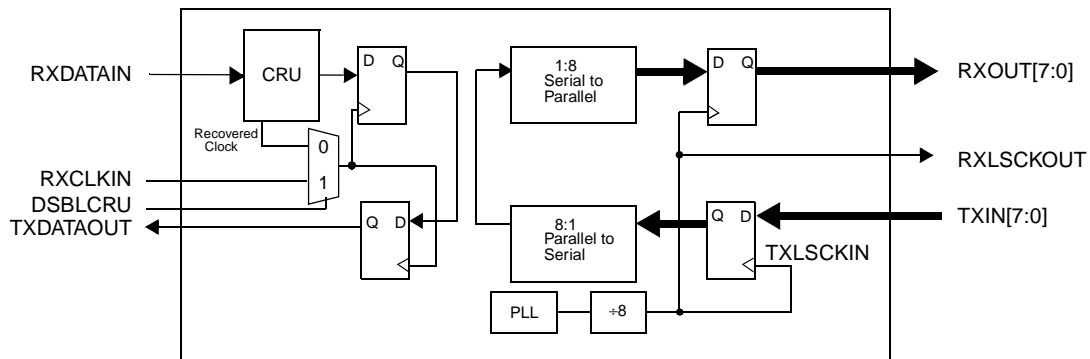 RXDATAIN
CRU
D Q
1:8
Serial to
Parallel
D Q
RXOUT[7:0]
Recovered
Clock
0
1
RXCLKIN
DSBLCRU
TXDATAOUT
RXLSCKOUT
Q D
8:1
Parallel to
Serial
Q D
TXIN[7:0]
TXLSCKIN
PLL
÷8